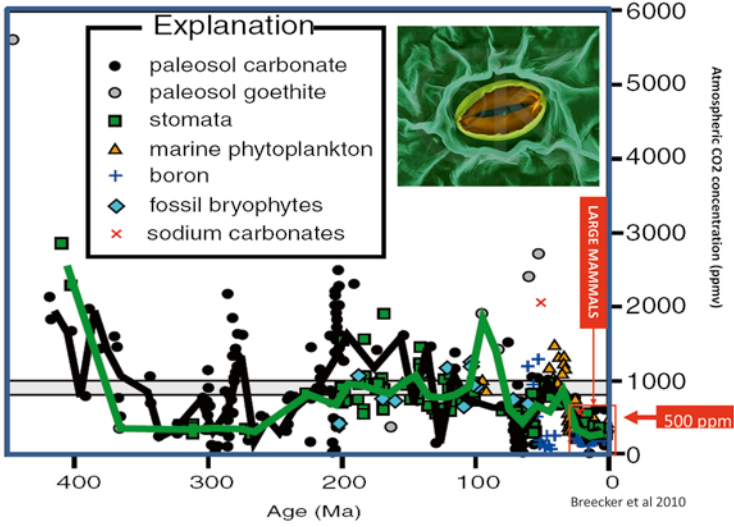 Explanation
paleosol carbonate
paleosol goethite
stomata
marine phytoplankton
boron
fossil bryophytes
sodium carbonates
6000
5000
4000
3000
2000
1000
0
Atmospheric CO2 concentration (ppmv)
LARGE MAMMALS
500 ppm
400
300
200
100
0
Age (Ma)
Breecker et al 2010